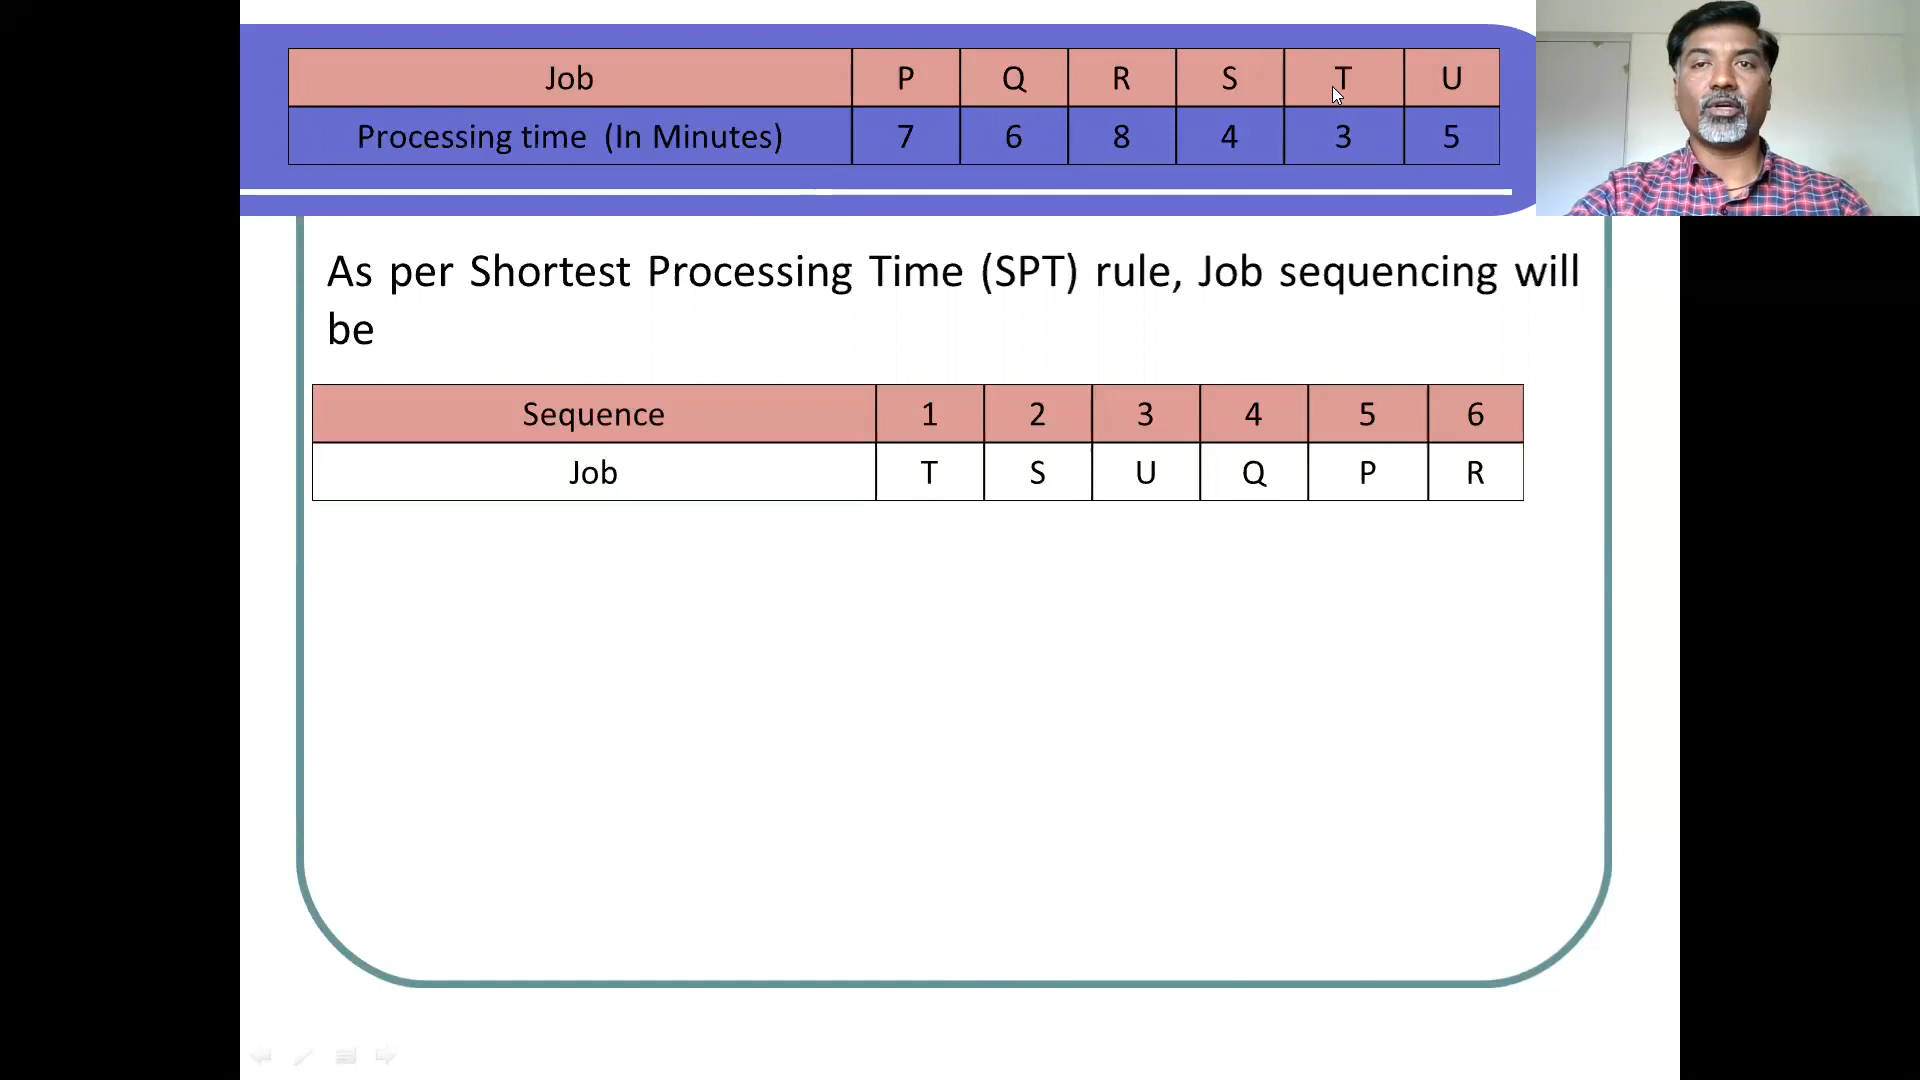 Job P Q R S T U
Processing time (In Minutes) 7 6 8 4 3 5
As per Shortest Processing Time (SPT) rule, Job sequencing will
be
Sequence 1 2 3 4 5 6
Job T S U Q P R